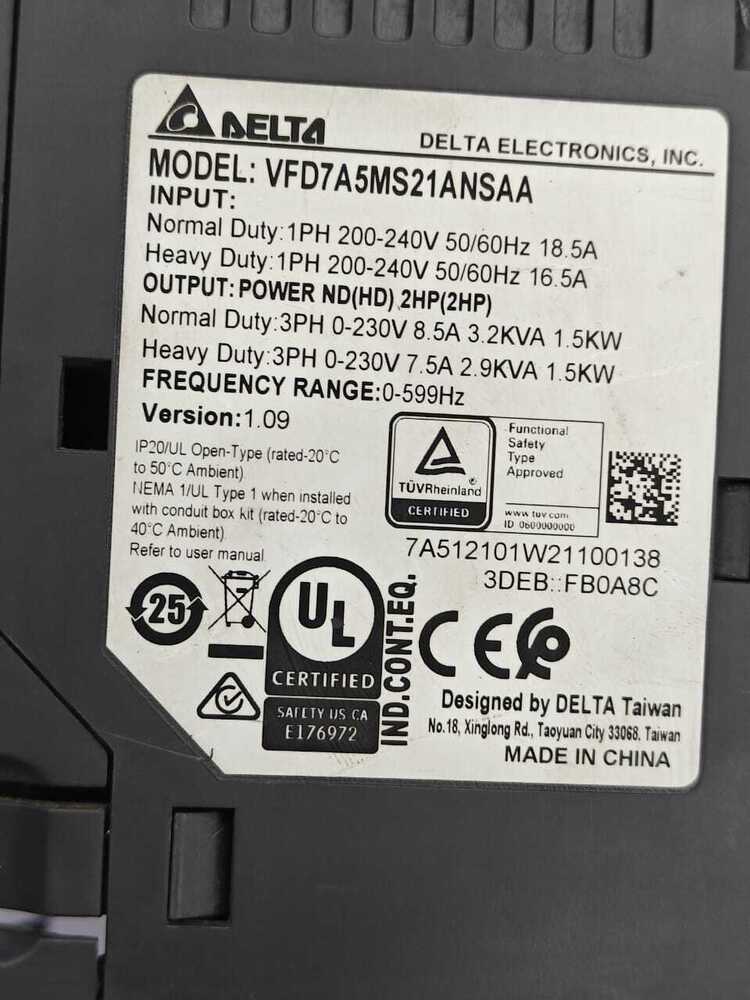 DELTA
DELTA ELECTRONICS, INC.
MODEL: VFD7A5MS21ANSAA
INPUT:
Normal Duty:1PH 200-240V 50/60Hz 18.5A
Heavy Duty:1PH 200-240V 50/60Hz 16.5A
OUTPUT: POWER ND(HD) 2HP(2HP)
Normal Duty:3PH 0-230V 8.5A 3.2KVA 1.5KW
Heavy Duty:3PH 0-230V 7.5A 2.9KVA 1.5KW
FREQUENCY RANGE:0-599Hz
Version:1.09
IP20/UL Open-Type (rated-20°C
to 50°C Ambient)
NEMA 1/UL Type 1 when installed
with conduit box kit (rated-20°C to
40°C Ambient)
Refer to user manual
TÜVRheinland®
CERTIFIED
Functional
Safety
Type
Approved
www.tuv.com
ID 0600000000
7A512101W21100138
3DEB::FB0A8C
25
UL
CERTIFIED
SAFETY US CA
E176972
IND.CONT.EQ.
CE
Designed by DELTA Taiwan
No.18, Xinglong Rd., Taoyuan City 33068, Taiwan
MADE IN CHINA